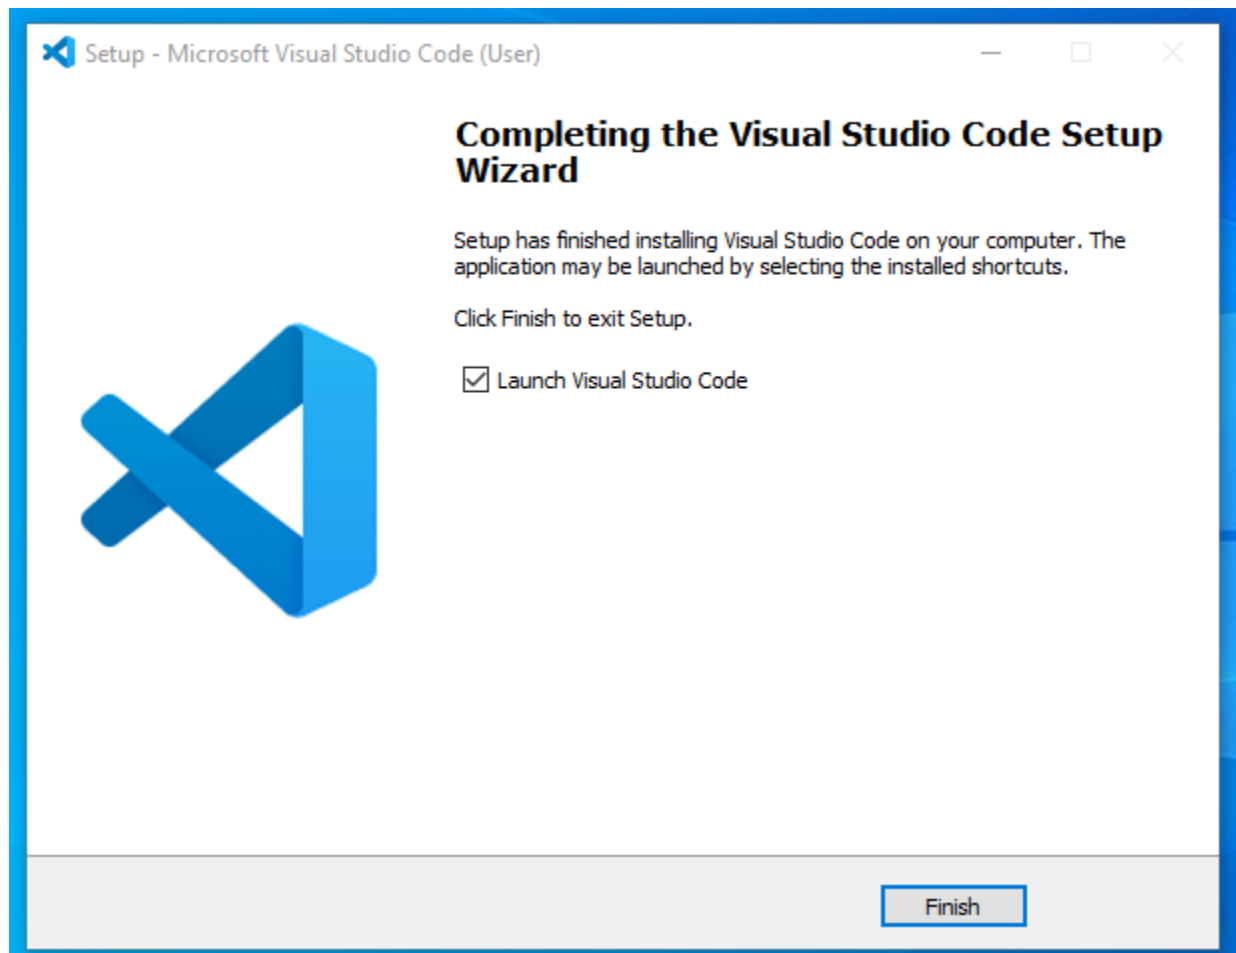 Setup - Microsoft Visual Studio Code (User)
Completing the Visual Studio Code Setup
Wizard
Setup has finished installing Visual Studio Code on your computer. The
application may be launched by selecting the installed shortcuts.
Click Finish to exit Setup.
Launch Visual Studio Code
Finish